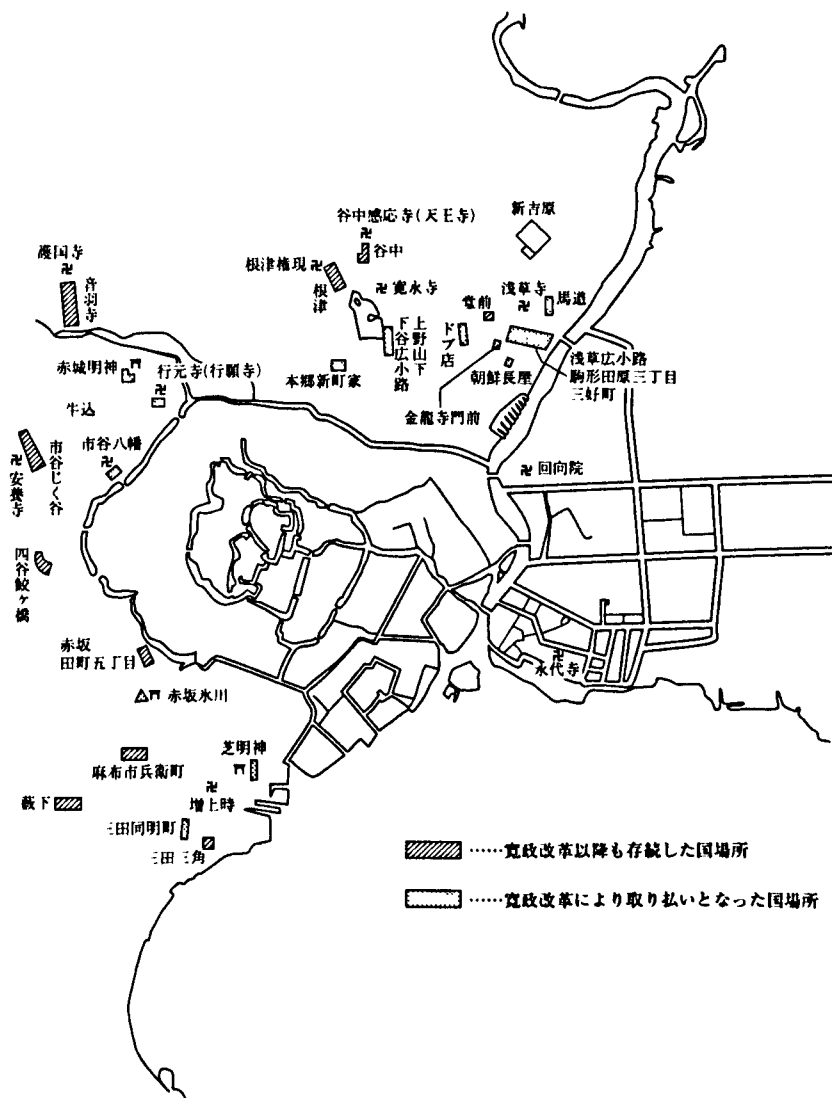 新吉原
谷中感応寺(天王寺)
谷中
護国寺
音羽寺
根津権現
根津
寛永寺
上野山下
下谷広小路
堂前
浅草寺
馬道
ドブ店
赤城明神
行元寺(行願寺)
本郷新町家
朝鮮長屋
浅草広小路
駒形田原三丁目
三好町
金龍寺門前
牛込
市谷八幡
市谷じく谷
安養寺
回向院
四谷鮫ヶ橋
赤坂
田町五丁目
永代寺
赤坂氷川
芝明神
麻布市兵衛町
藪下
増上時
三田同明町
三田三角
……寛政改革以降も存続した国場所
……寛政改革により取り払いとなった国場所